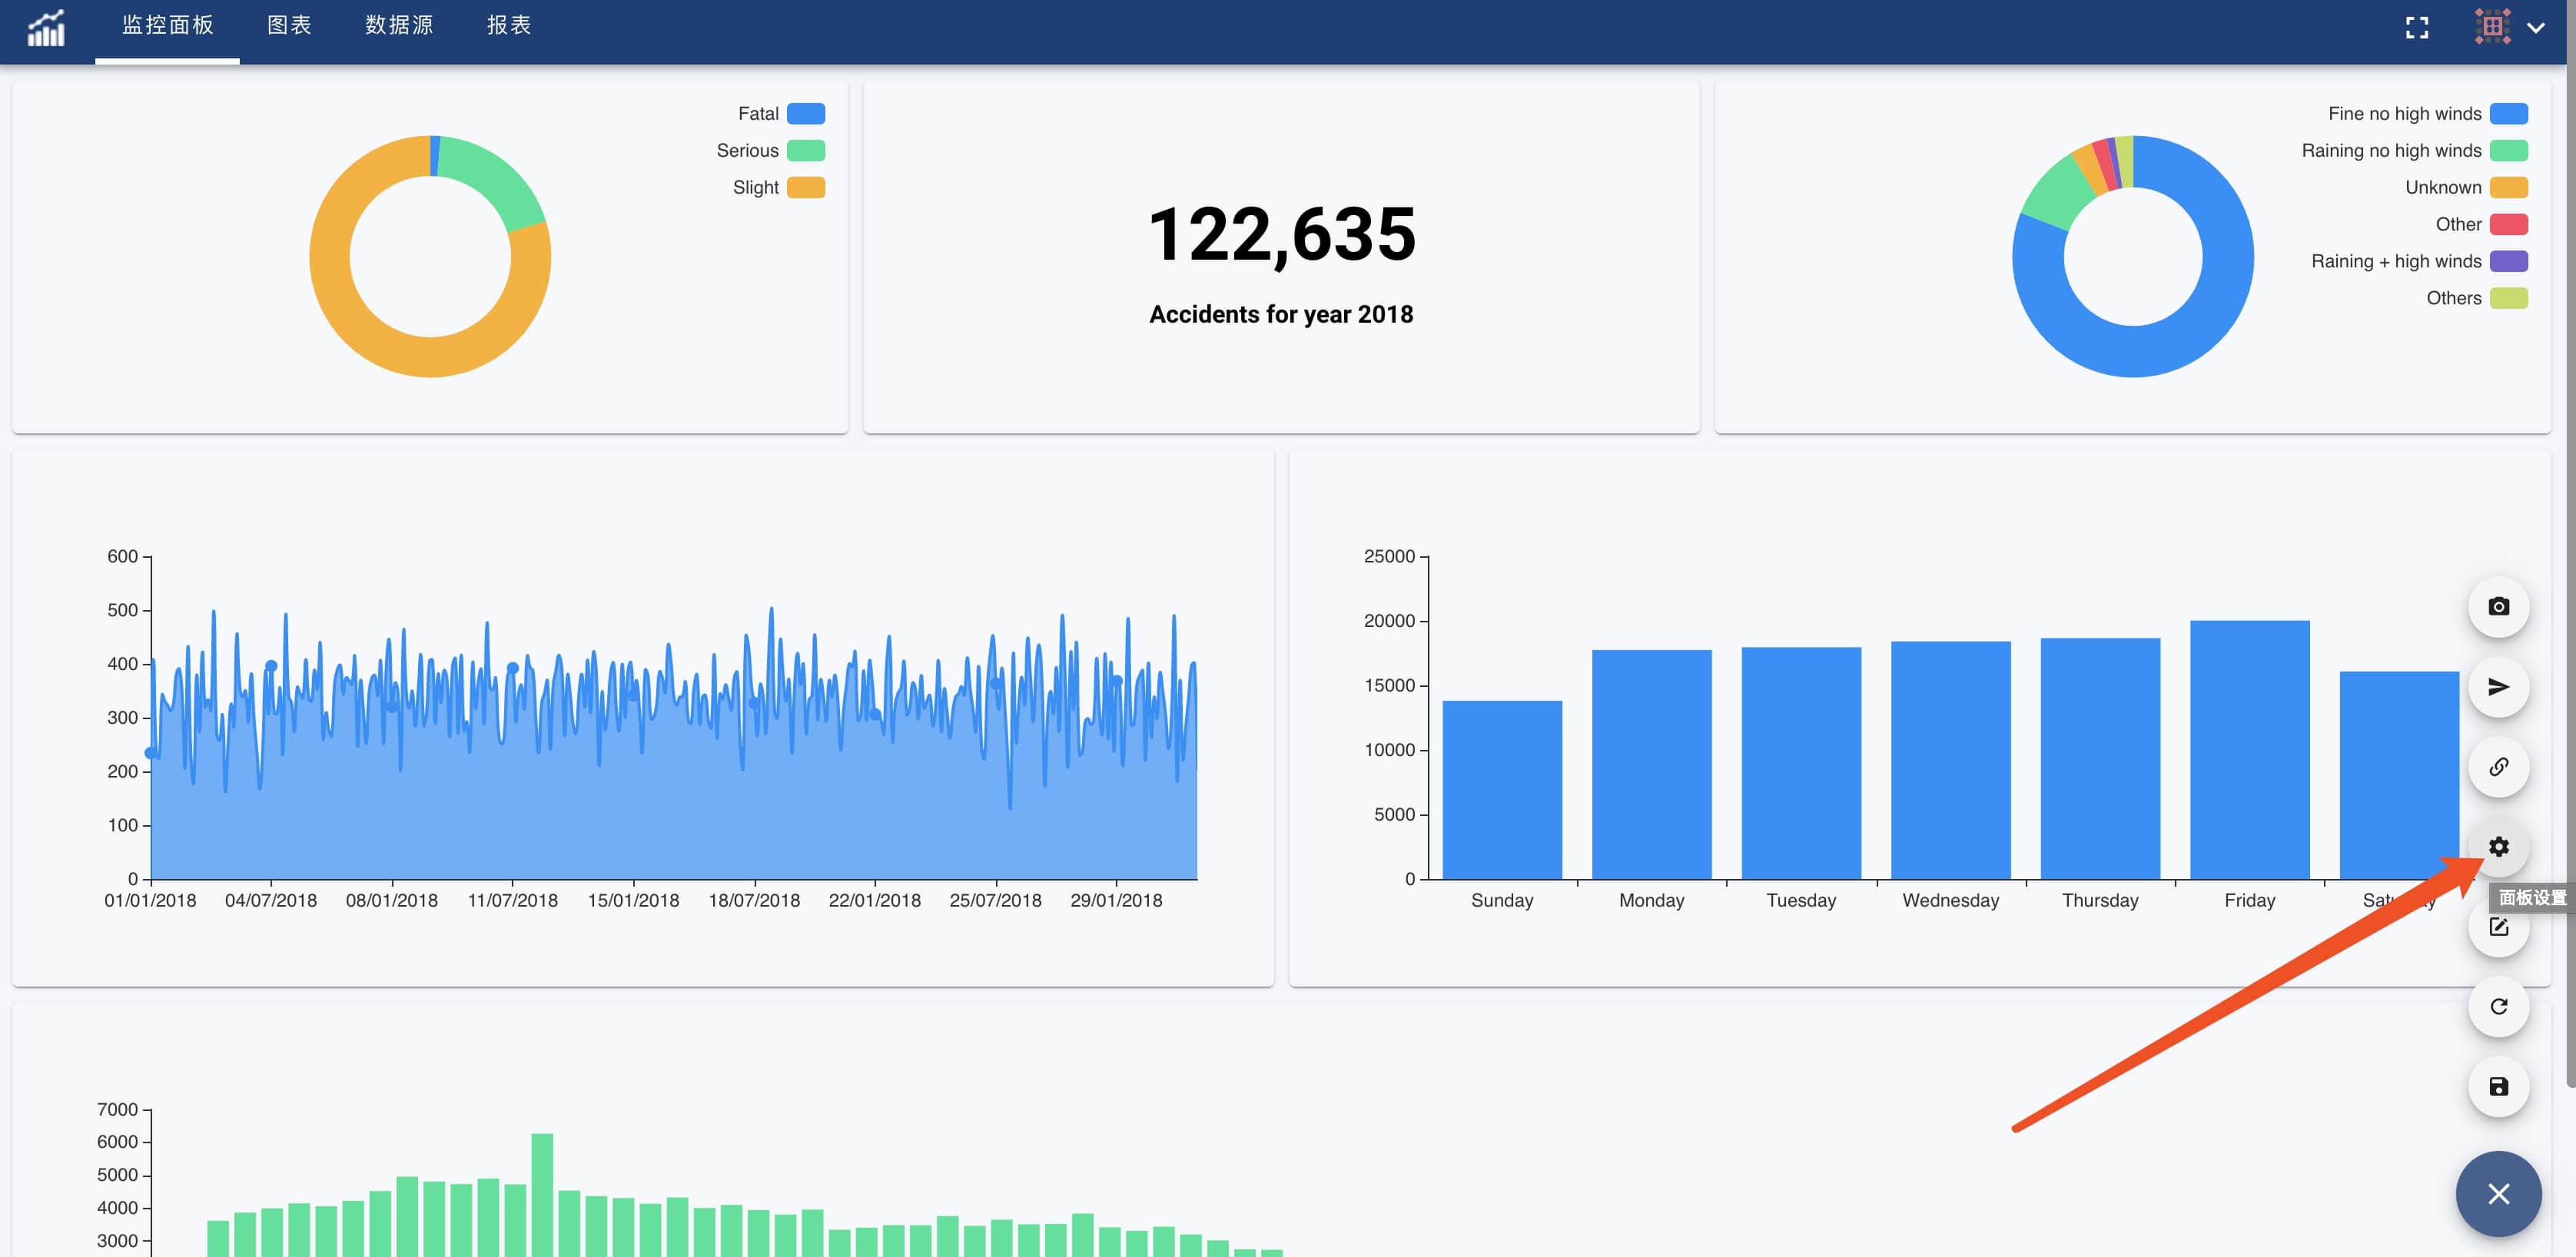 监控面板 图表 数据源 报表
Fatal
Serious
Slight
122,635
Accidents for year 2018
Fine no high winds
Raining no high winds
Unknown
Other
Raining + high winds
Others
600
500
400
300
200
100
0
01/01/2018 04/07/2018 08/01/2018 11/07/2018 15/01/2018 18/07/2018 22/01/2018 25/07/2018 29/01/2018
25000
20000
15000
10000
5000
0
Sunday Monday Tuesday Wednesday Thursday Friday
面板设置
7000
6000
5000
4000
3000